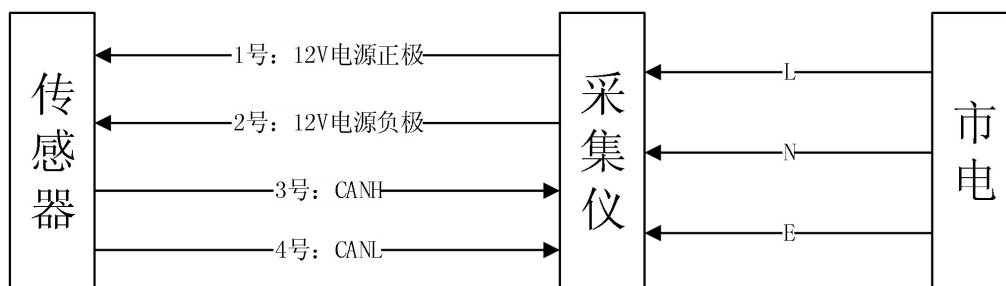 传感器
1号：12V电源正极
2号：12V电源负极
3号：CANH
4号：CANL
采集仪
L
N
E
市电